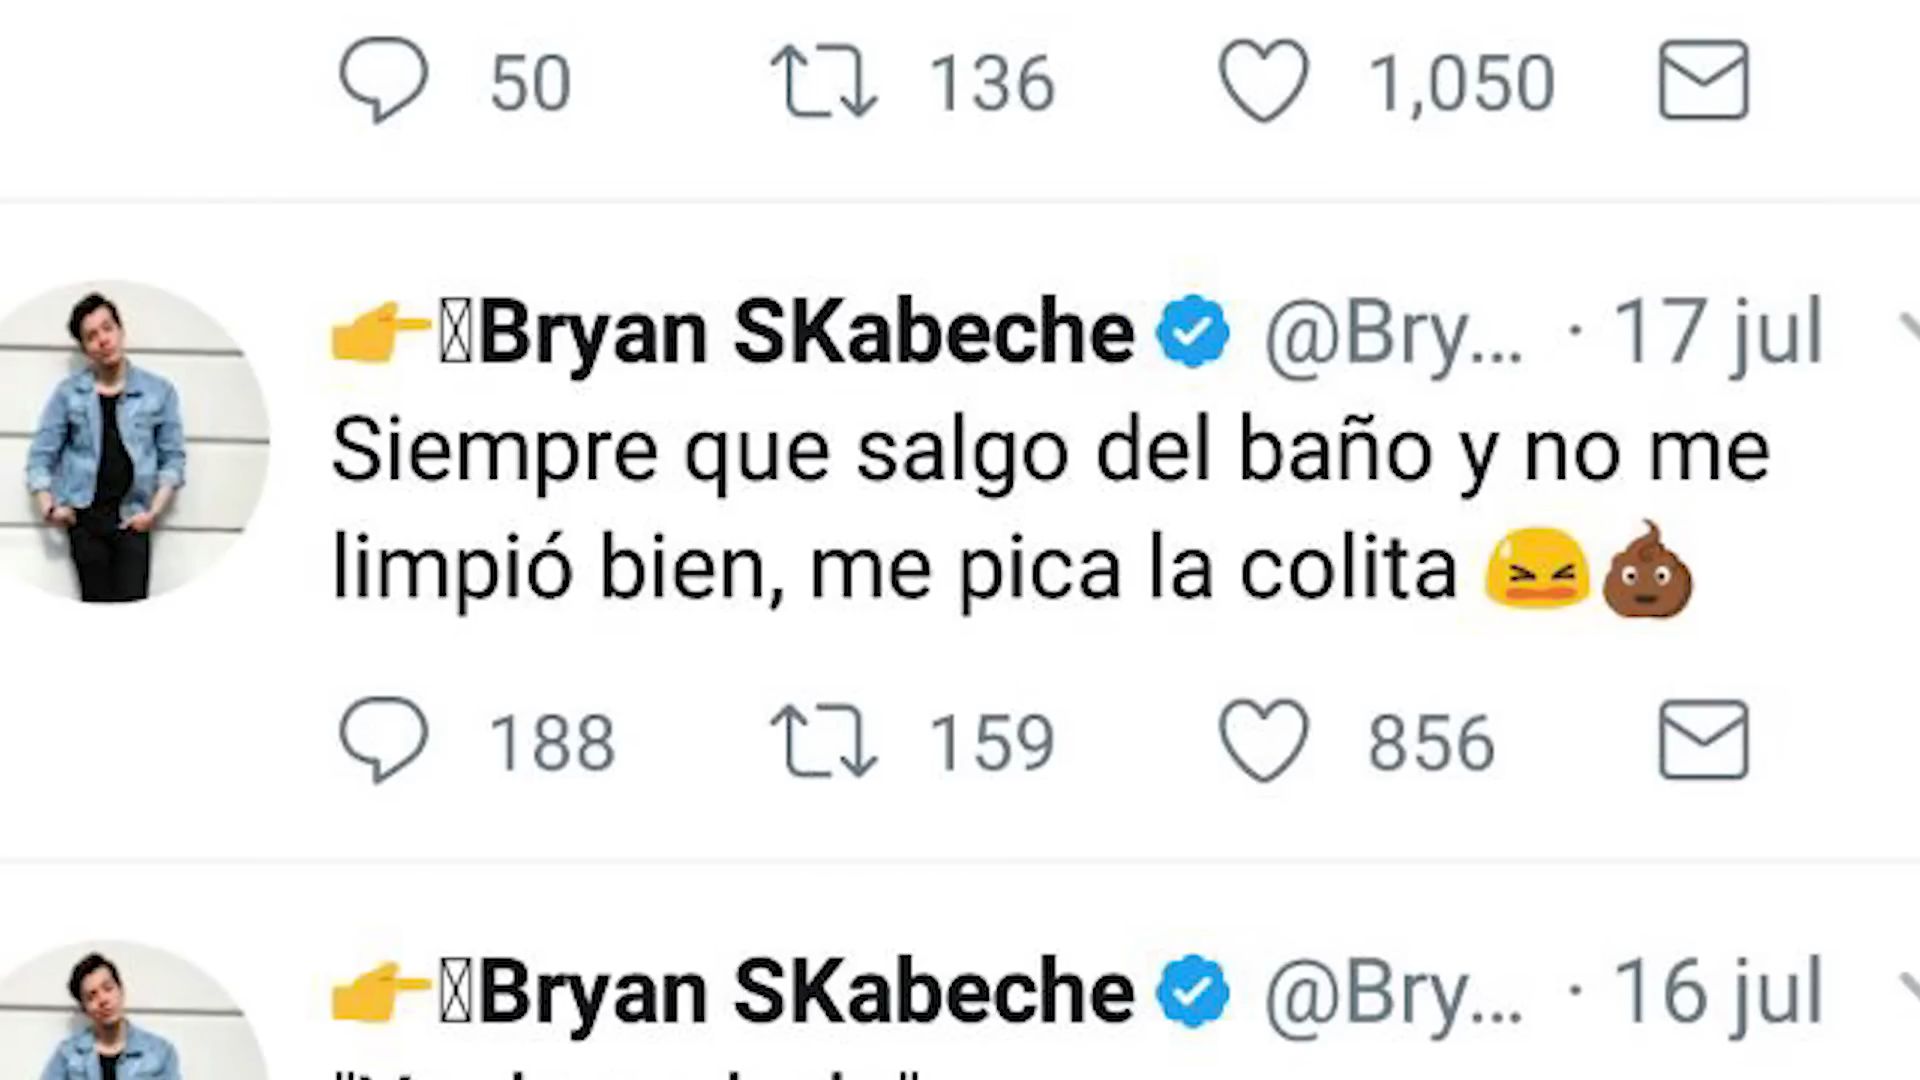 50 136 1,050
👉Bryan SKabeche @Bry... · 17 jul
Siempre que salgo del baño y no me
limpió bien, me pica la colita 😝💩
188 159 856
👉Bryan SKabeche @Bry... · 16 jul